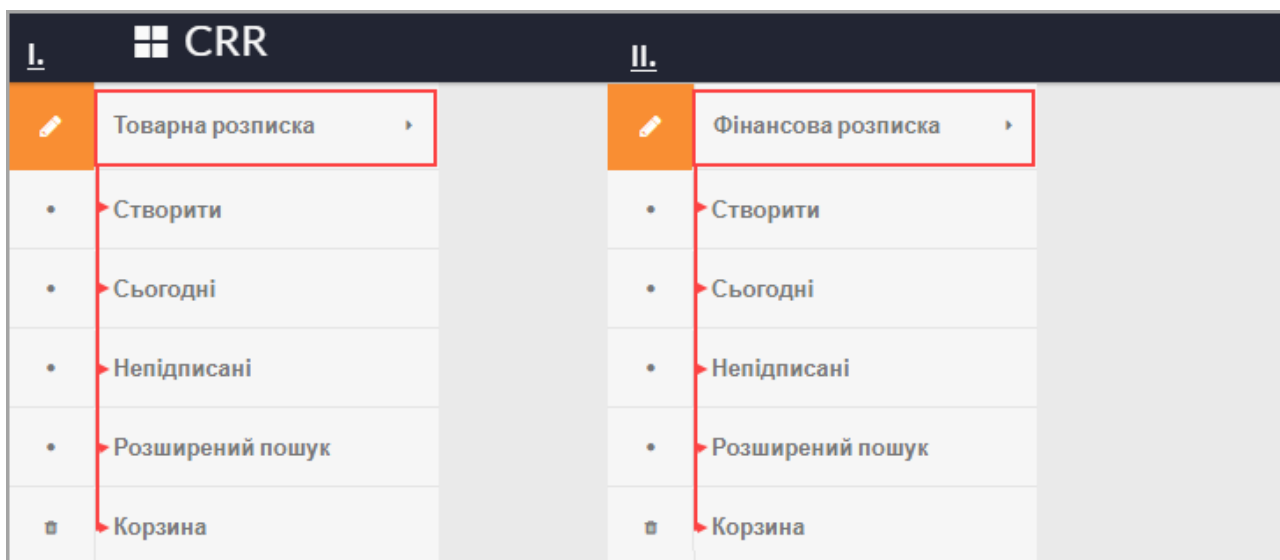 I. CRR
II.
Товарна розписка
Створити
Сьогодні
Непідписані
Розширений пошук
Корзина
Фінансова розписка
Створити
Сьогодні
Непідписані
Розширений пошук
Корзина